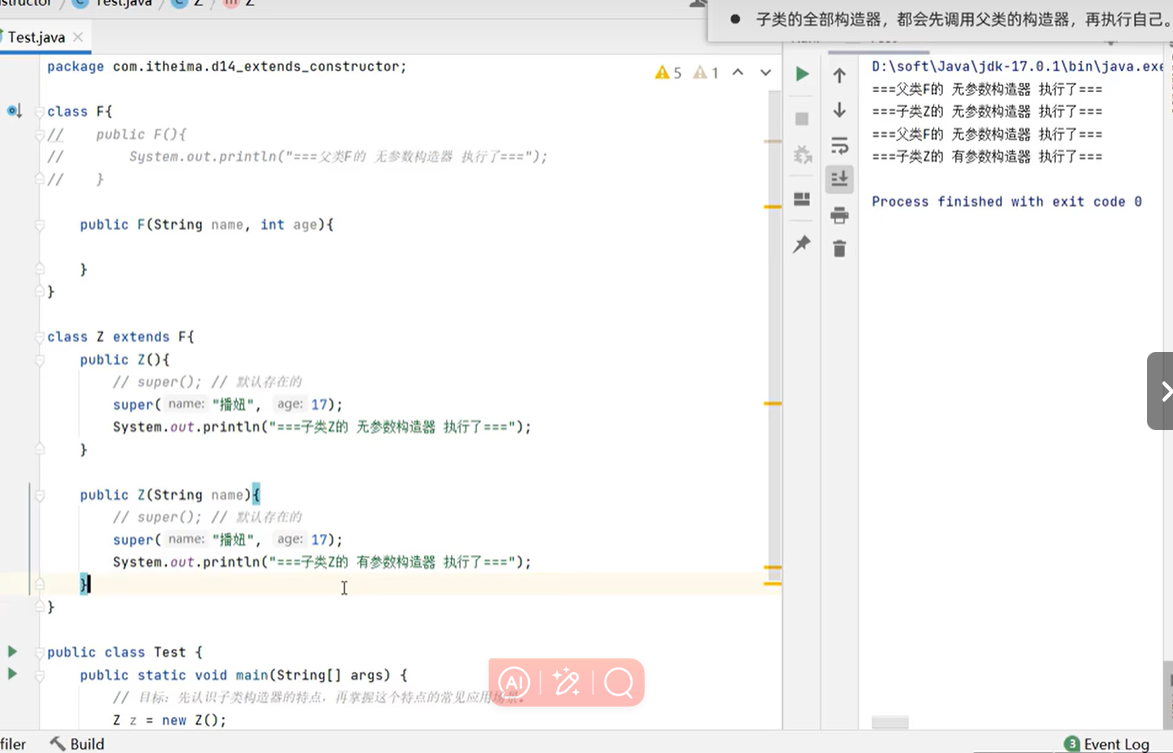 Test.java
Z
Z
子类的全部构造器，都会先调用父类的构造器，再执行自己。
Test.java
package com.itheima.d14_extends_constructor;
5
1
class F{
//    public F(){
//        System.out.println("===父类F的 无参数构造器 执行了===");
//    }
public F(String name, int age){
}
}
class Z extends F{
public Z(){
// super(); // 默认存在的
super( name: "播妞", age: 17);
System.out.println("===子类Z的 无参数构造器 执行了===");
}
public Z(String name){
// super(); // 默认存在的
super( name: "播妞", age: 17);
System.out.println("===子类Z的 有参数构造器 执行了===");
}
}
public class Test {
public static void main(String[] args) {
// 目标：先认识子类构造器的特点，再掌握这个特点的常见应用场景。
Z z = new Z();
D:\soft\Java\jdk-17.0.1\bin\java.exe
===父类F的 无参数构造器 执行了===
===子类Z的 无参数构造器 执行了===
===父类F的 无参数构造器 执行了===
===子类Z的 有参数构造器 执行了===
Process finished with exit code 0
AI
filer
Build
3 Event Log